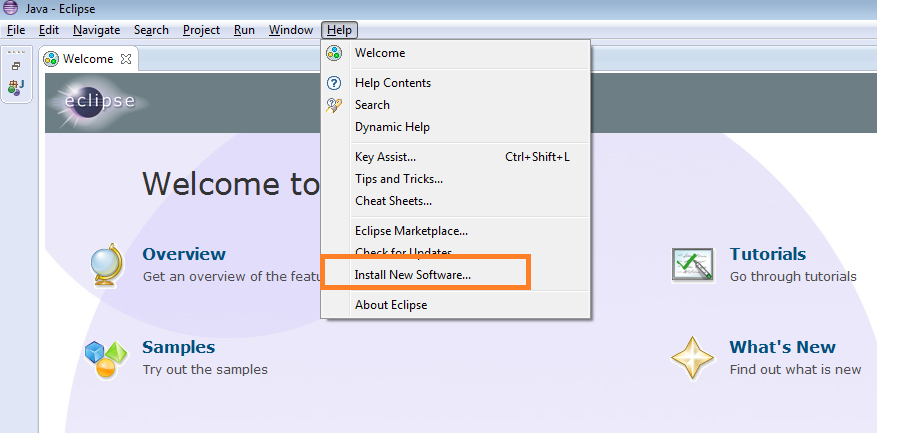 Java - Eclipse
File Edit Navigate Search Project Run Window Help
Welcome
eclipse
Welcome to
Overview
Get an overview of the featu
Samples
Try out the samples
Welcome
Help Contents
Search
Dynamic Help
Key Assist... Ctrl+Shift+L
Tips and Tricks...
Cheat Sheets...
Eclipse Marketplace...
Check for Updates
Install New Software...
About Eclipse
Tutorials
Go through tutorials
What's New
Find out what is new